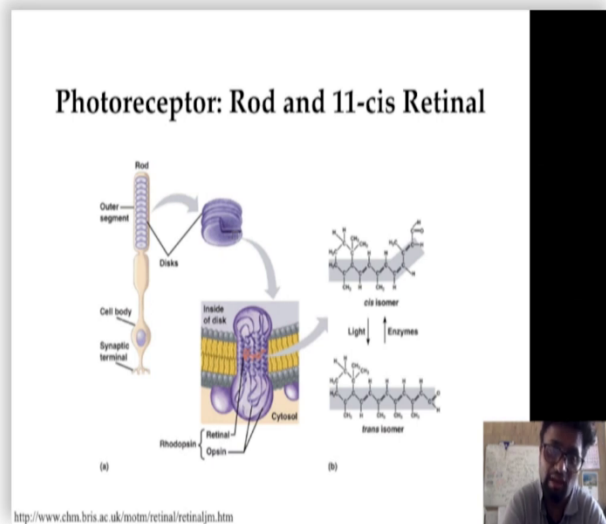 Photoreceptor: Rod and 11-cis Retinal
Rod
Outer
segment
Disks
Cell body
Synaptic
terminal
Inside
of disk
Cytosol
Rhodopsin
Retinal
Opsin
(a)
cis isomer
Light
Enzymes
trans isomer
(b)
http://www.chm.bris.ac.uk/motm/retinal/retinaljm.htm